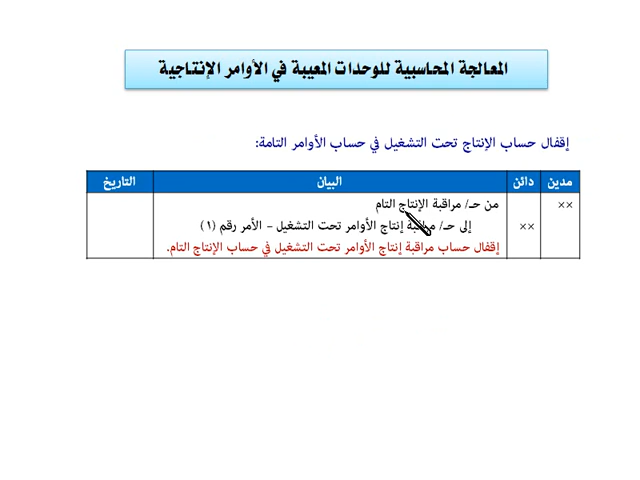 المعالجة المحاسبية للوحدات المعيبة في الأوامر الإنتاجية
إقفال حساب الإنتاج تحت التشغيل في حساب الأوامر التامة:
مدين دائن البيان التاريخ
×× من حـ/ مراقبة الإنتاج التام
×× إلى حـ/ مراقبة إنتاج الأوامر تحت التشغيل – الأمر رقم (١)
إقفال حساب مراقبة إنتاج الأوامر تحت التشغيل في حساب الإنتاج التام.